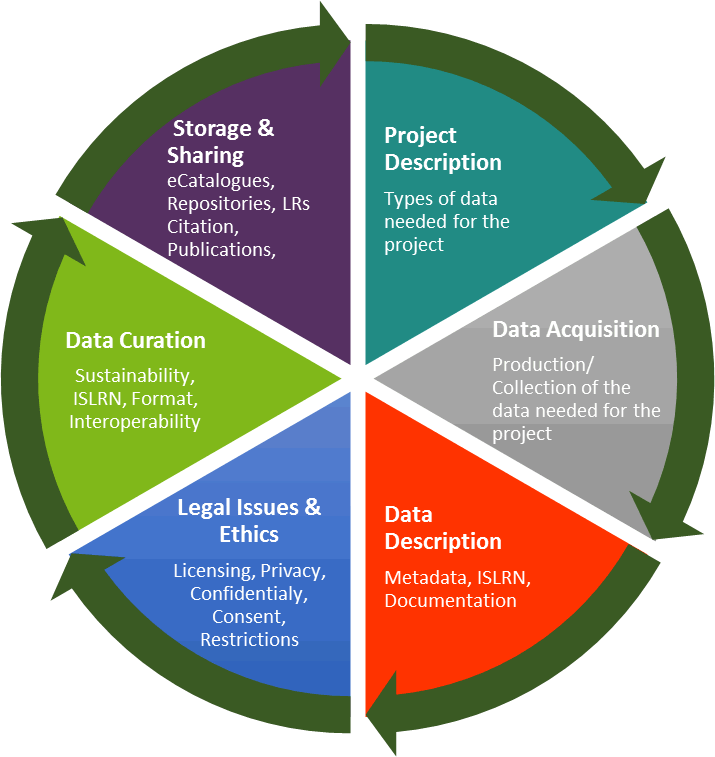 Project
Description
Types of data
needed for the
project
Data Acquisition
Production/
Collection of the
data needed for the
project
Data
Description
Metadata, ISLRN,
Documentation
Legal Issues &
Ethics
Licensing, Privacy,
Confidentialy,
Consent,
Restrictions
Data Curation
Sustainability,
ISLRN, Format,
Interoperability
Storage &
Sharing
eCatalogues,
Repositories, LRs
Citation,
Publications,